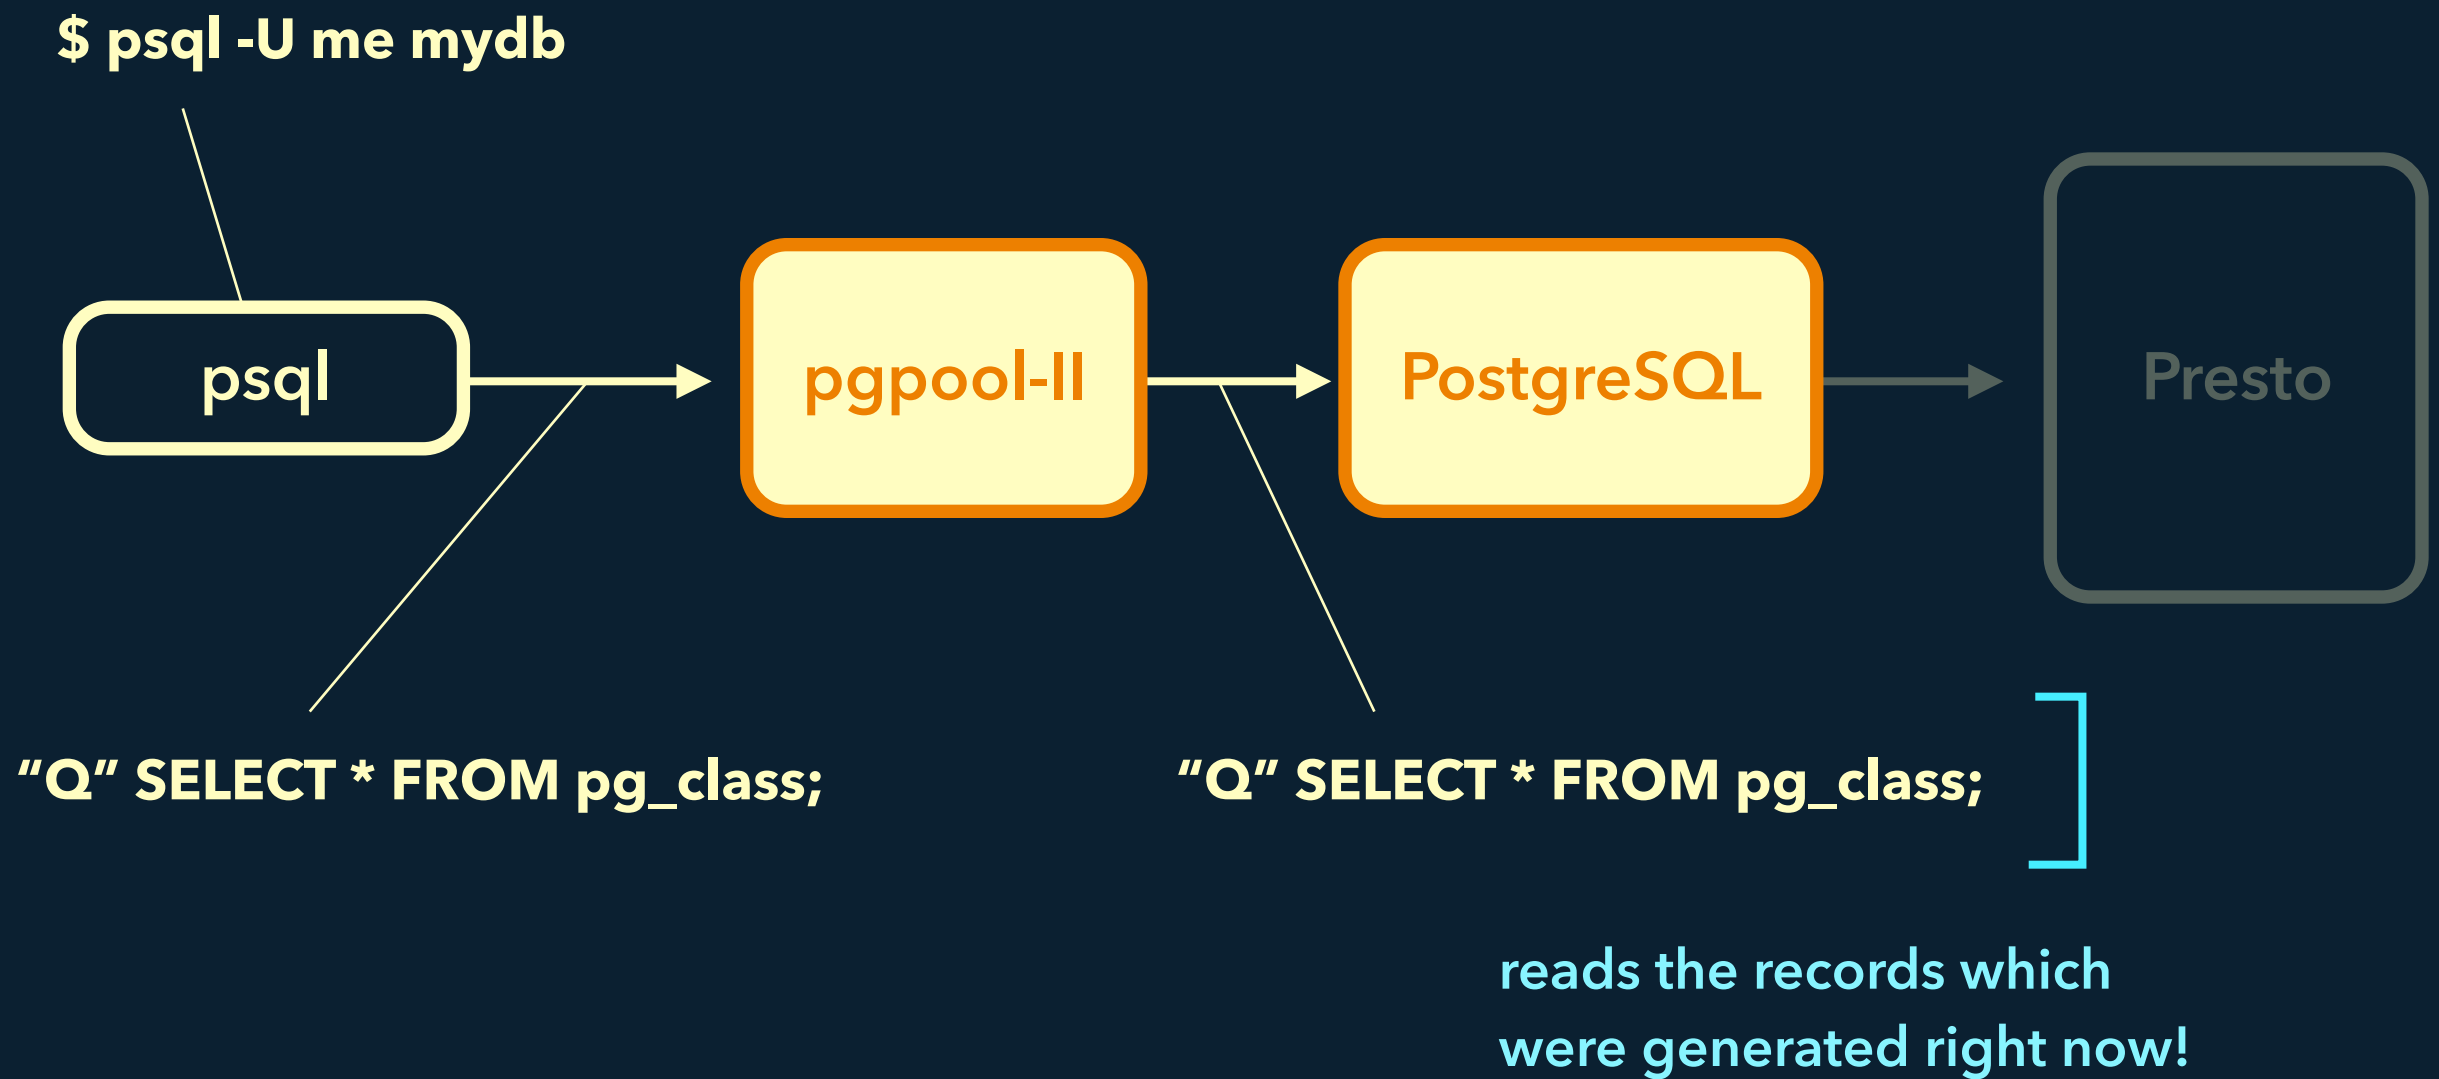 $ psql -U me mydb
psql
pgpool-II
PostgreSQL
Presto
“Q” SELECT * FROM pg_class;
“Q” SELECT * FROM pg_class;
reads the records which
were generated right now!